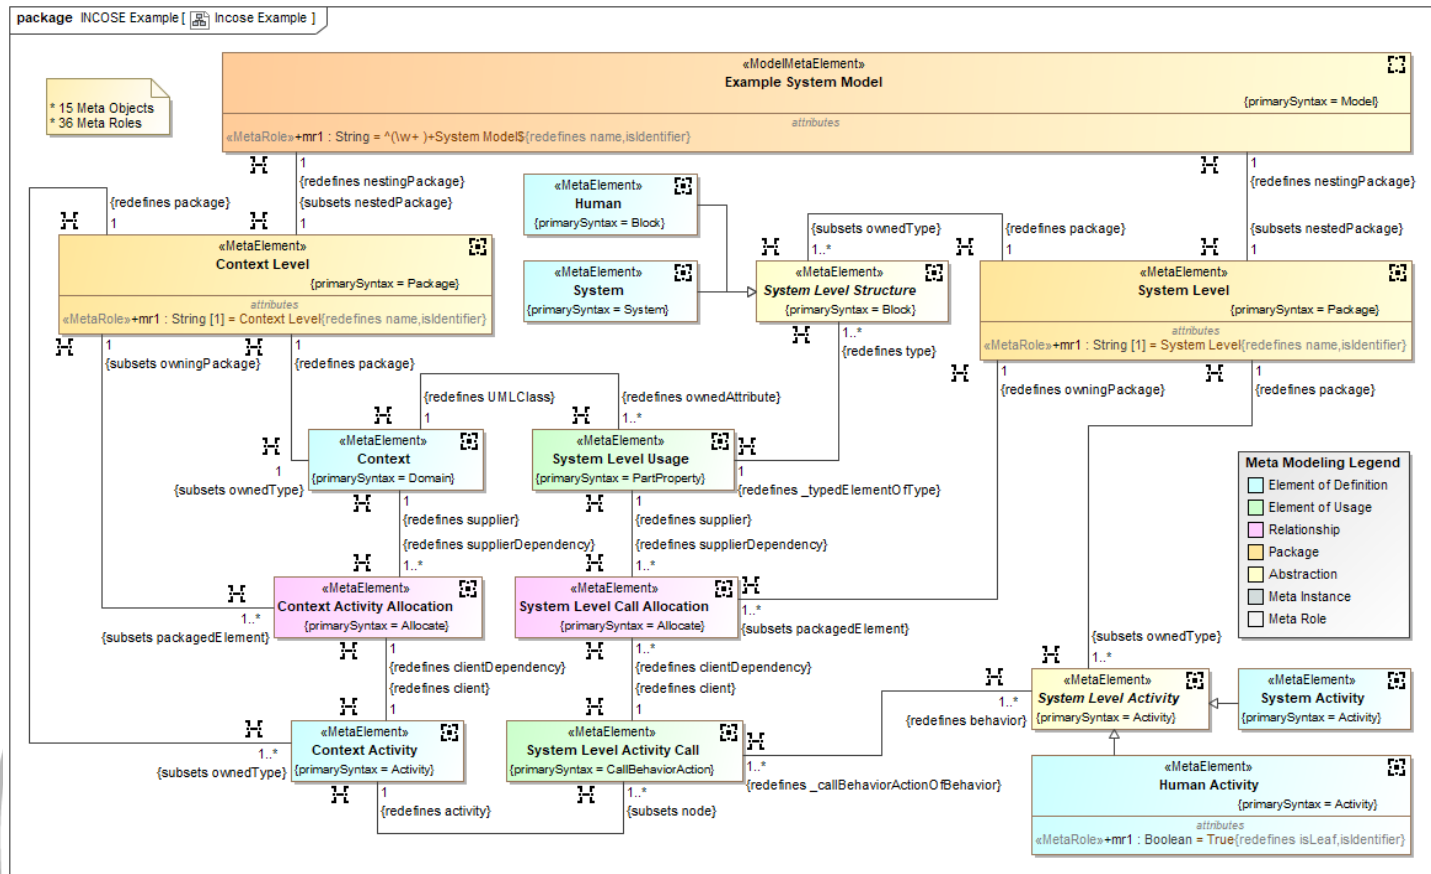 package INCOSE Example [ Incose Example ]
«ModelMetaElement»
Example System Model
{primarySyntax = Model}
attributes
«MetaRole»+mr1 : String = ^(\w+ )+System Model${redefines name,isIdentifier}
* 15 Meta Objects
* 36 Meta Roles
1
{redefines nestingPackage}
{subsets nestedPackage}
1
1
{redefines nestingPackage}
{subsets nestedPackage}
1
{redefines package}
1
«MetaElement»
Human
{primarySyntax = Block}
«MetaElement»
System
{primarySyntax = System}
{subsets ownedType}
1..*
{redefines package}
1
«MetaElement»
Context Level
{primarySyntax = Package}
attributes
«MetaRole»+mr1 : String [1] = Context Level{redefines name,isIdentifier}
«MetaElement»
System Level Structure
{primarySyntax = Block}
«MetaElement»
System Level
{primarySyntax = Package}
attributes
«MetaRole»+mr1 : String [1] = System Level{redefines name,isIdentifier}
1
{subsets owningPackage}
1
{redefines package}
1..*
{redefines type}
1
{redefines owningPackage}
1
{redefines package}
{redefines UMLClass}
1
{redefines ownedAttribute}
1..*
«MetaElement»
Context
{primarySyntax = Domain}
«MetaElement»
System Level Usage
{primarySyntax = PartProperty}
1
{subsets ownedType}
1
{redefines _typedElementOfType}
1
{redefines supplier}
{redefines supplierDependency}
1..*
1
{redefines supplier}
{redefines supplierDependency}
1..*
Meta Modeling Legend
Element of Definition
Element of Usage
Relationship
Package
Abstraction
Meta Instance
Meta Role
«MetaElement»
Context Activity Allocation
{primarySyntax = Allocate}
«MetaElement»
System Level Call Allocation
{primarySyntax = Allocate}
1..*
{subsets packagedElement}
1..*
{subsets packagedElement}
1
{redefines clientDependency}
{redefines client}
1
1..*
{redefines clientDependency}
{redefines client}
1
{subsets ownedType}
1..*
«MetaElement»
System Level Activity
{primarySyntax = Activity}
«MetaElement»
System Activity
{primarySyntax = Activity}
1..*
{redefines behavior}
«MetaElement»
Context Activity
{primarySyntax = Activity}
«MetaElement»
System Level Activity Call
{primarySyntax = CallBehaviorAction}
1..*
{subsets ownedType}
1..*
{redefines _callBehaviorActionOfBehavior}
1
{redefines activity}
1..*
{subsets node}
«MetaElement»
Human Activity
{primarySyntax = Activity}
attributes
«MetaRole»+mr1 : Boolean = True{redefines isLeaf,isIdentifier}